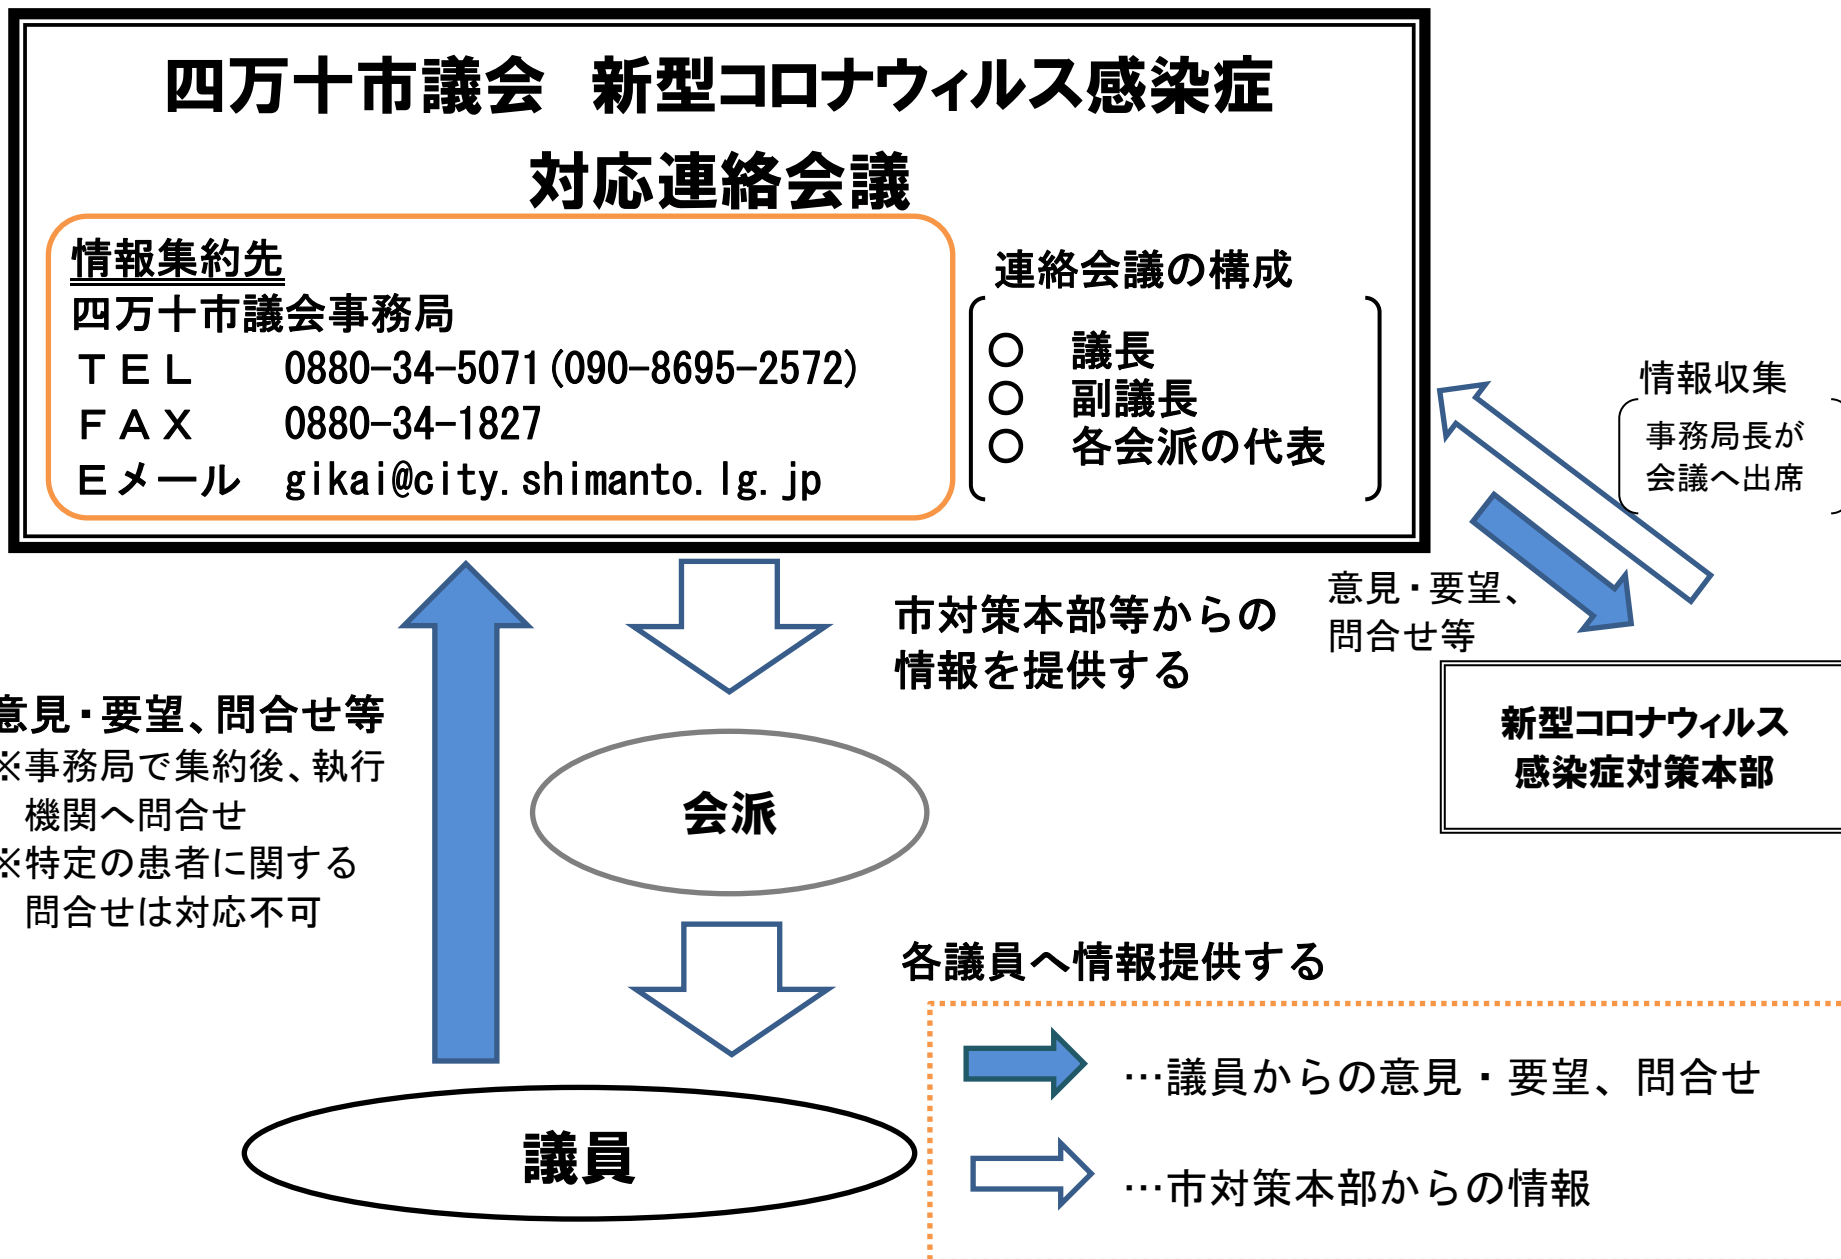 四万十市議会　新型コロナウィルス感染症
対応連絡会議
情報集約先
四万十市議会事務局
ＴＥＬ　0880-34-5071(090-8695-2572)
ＦＡＸ　0880-34-1827
Ｅメール　gikai@city.shimanto.lg.jp
連絡会議の構成
○　議長
○　副議長
○　各会派の代表
情報収集
事務局長が
会議へ出席
意見・要望、
問合せ等
市対策本部等からの
情報を提供する
新型コロナウィルス
感染症対策本部
意見・要望、問合せ等
※事務局で集約後、執行
機関へ問合せ
※特定の患者に関する
問合せは対応不可
会派
各議員へ情報提供する
議員
…議員からの意見・要望、問合せ
…市対策本部からの情報